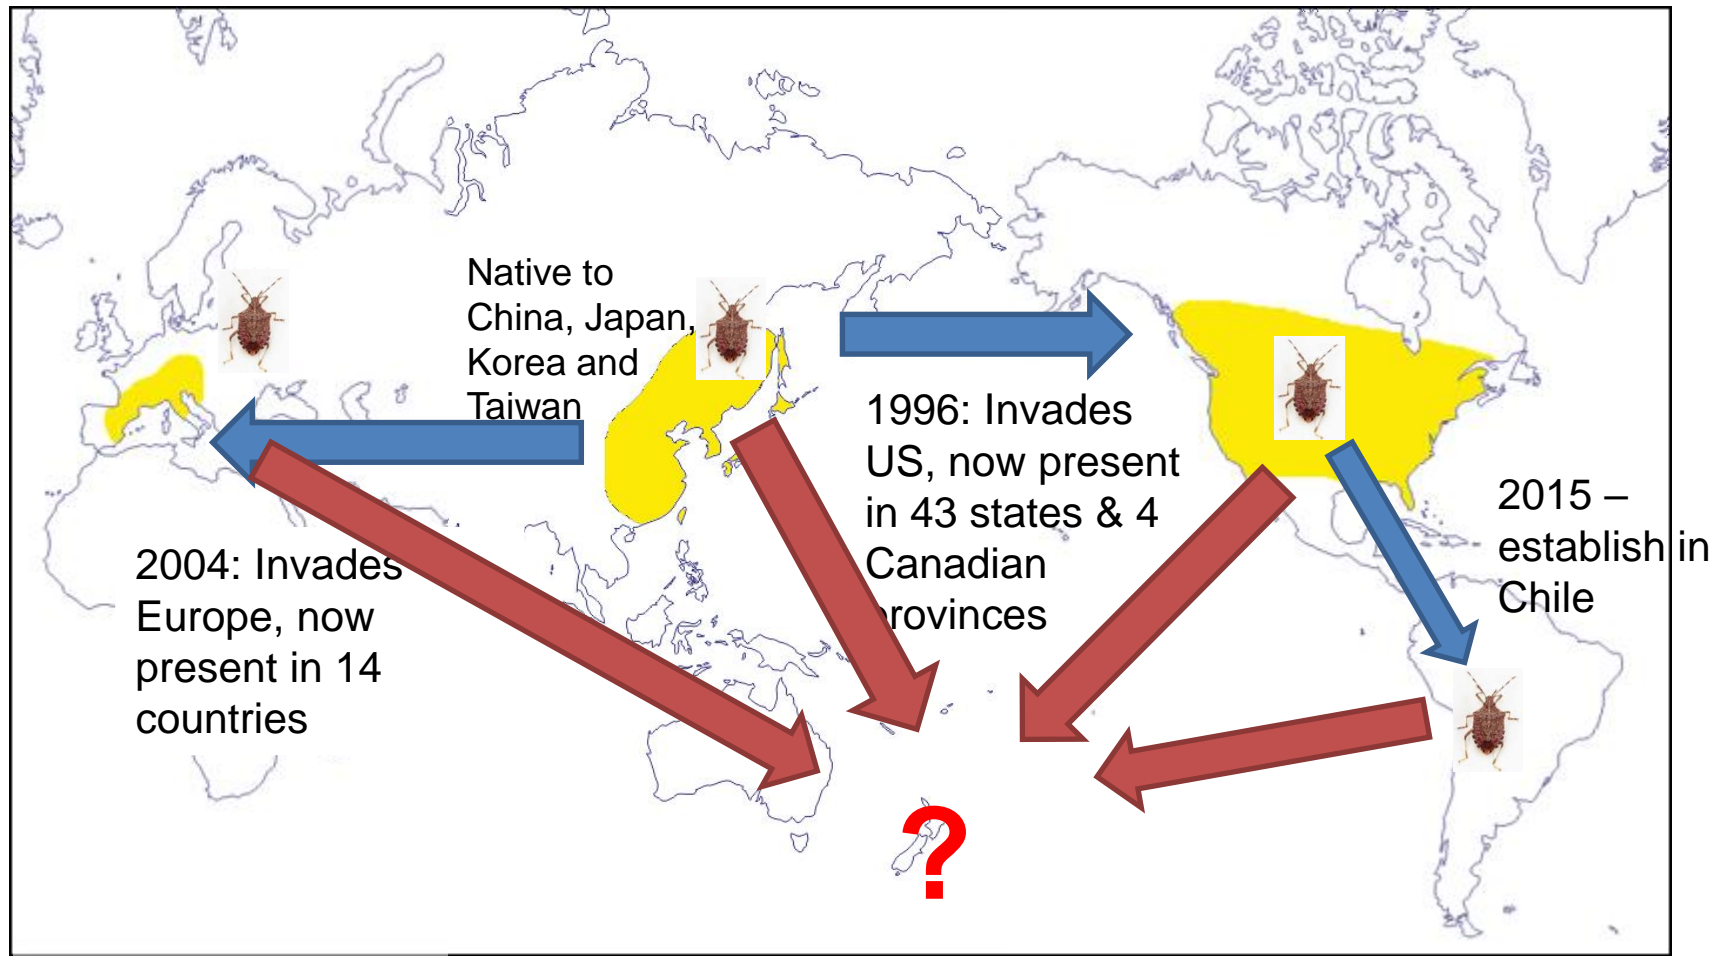 Native to
China, Japan,
Korea and
Taiwan
1996: Invades
US, now present
in 43 states & 4
Canadian
provinces
2015 –
establish in
Chile
2004: Invades
Europe, now
present in 14
countries
?